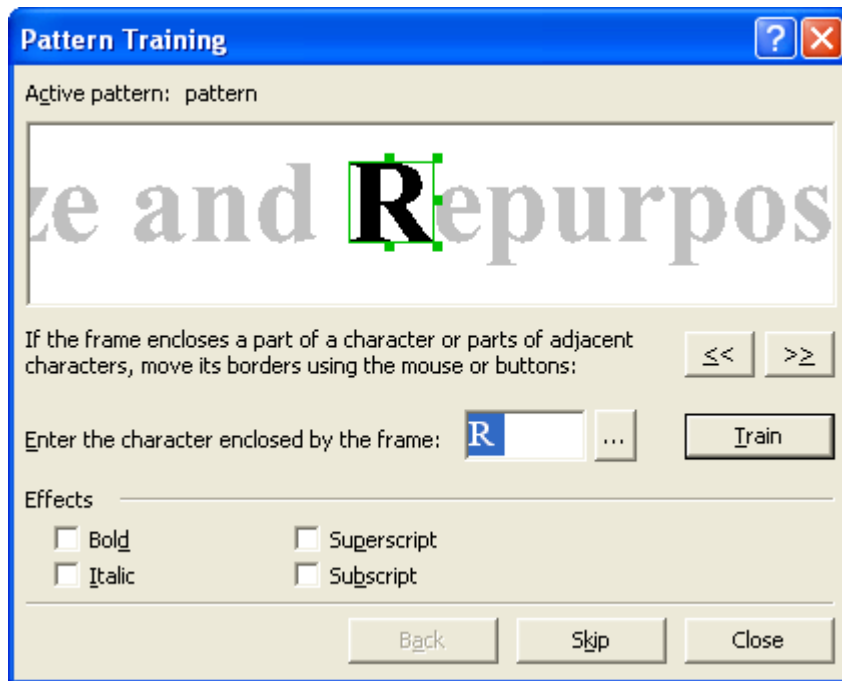 Pattern Training
Active pattern: pattern
ze and Repurpos
If the frame encloses a part of a character or parts of adjacent
characters, move its borders using the mouse or buttons:
<< >>
Enter the character enclosed by the frame: R ... Train
Effects
Bold Superscript
Italic Subscript
Back Skip Close